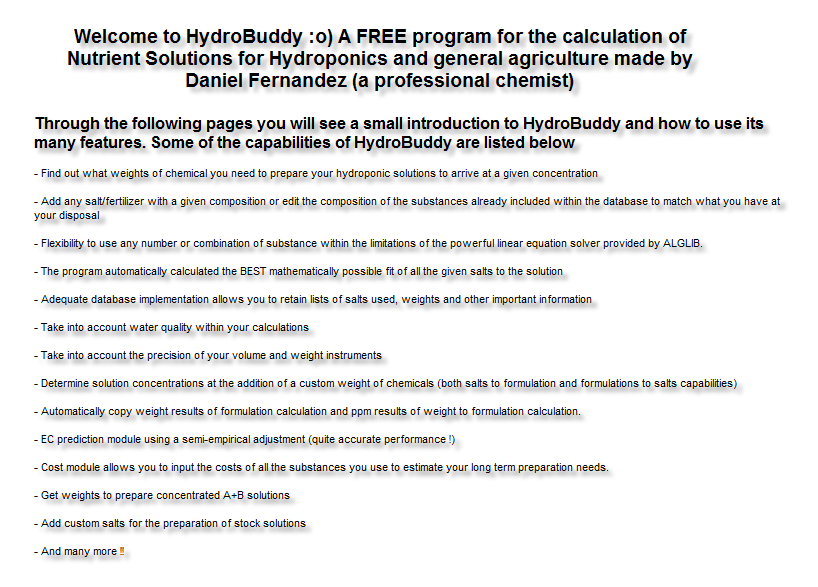 Welcome to HydroBuddy :o) A FREE program for the calculation of
Nutrient Solutions for Hydroponics and general agriculture made by
Daniel Fernandez (a professional chemist)
Through the following pages you will see a small introduction to HydroBuddy and how to use its
many features. Some of the capabilities of HydroBuddy are listed below
- Find out what weights of chemical you need to prepare your hydroponic solutions to arrive at a given concentration
- Add any salt/fertilizer with a given composition or edit the composition of the substances already included within the database to match what you have at
your disposal
- Flexibility to use any number or combination of substance within the limitations of the powerful linear equation solver provided by ALGLIB.
- The program automatically calculated the BEST mathematically possible fit of all the given salts to the solution
- Adequate database implementation allows you to retain lists of salts used, weights and other important information
- Take into account water quality within your calculations
- Take into account the precision of your volume and weight instruments
- Determine solution concentrations at the addition of a custom weight of chemicals (both salts to formulation and formulations to salts capabilities)
- Automatically copy weight results of formulation calculation and ppm results of weight to formulation calculation.
- EC prediction module using a semi-empirical adjustment (quite accurate performance !)
- Cost module allows you to input the costs of all the substances you use to estimate your long term preparation needs.
- Get weights to prepare concentrated A+B solutions
- Add custom salts for the preparation of stock solutions
- And many more !!